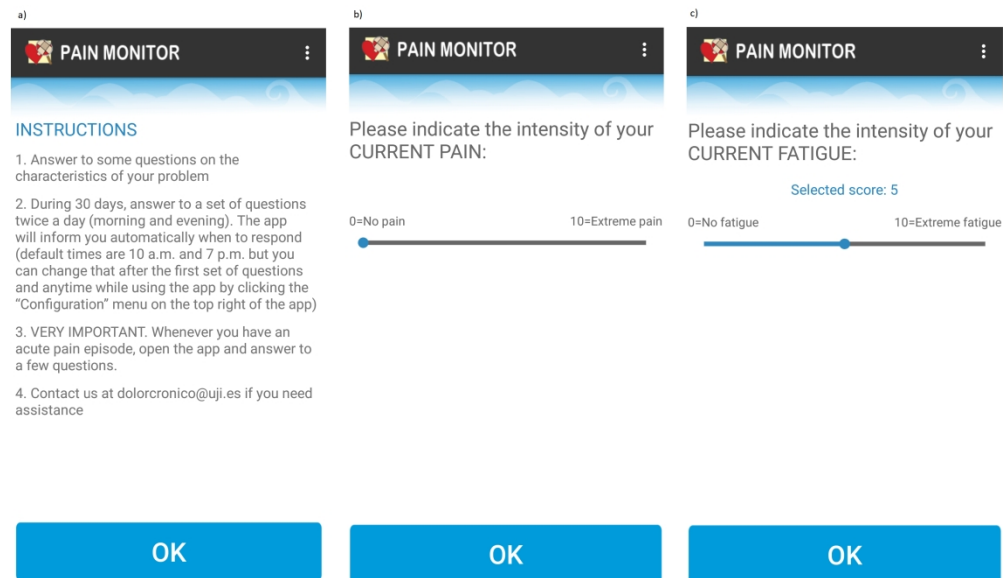 a)
PAIN MONITOR
INSTRUCTIONS
1. Answer to some questions on the
characteristics of your problem
2. During 30 days, answer to a set of questions
twice a day (morning and evening). The app
will inform you automatically when to respond
(default times are 10 a.m. and 7 p.m. but you
can change that after the first set of questions
and anytime while using the app by clicking the
“Configuration” menu on the top right of the app)
3. VERY IMPORTANT. Whenever you have an
acute pain episode, open the app and answer to
a few questions.
4. Contact us at dolorcronico@uji.es if you need
assistance
OK
b)
PAIN MONITOR
Please indicate the intensity of your
CURRENT PAIN:
0=No pain 10=Extreme pain
OK
c)
PAIN MONITOR
Please indicate the intensity of your
CURRENT FATIGUE:
Selected score: 5
0=No fatigue 10=Extreme fatigue
OK